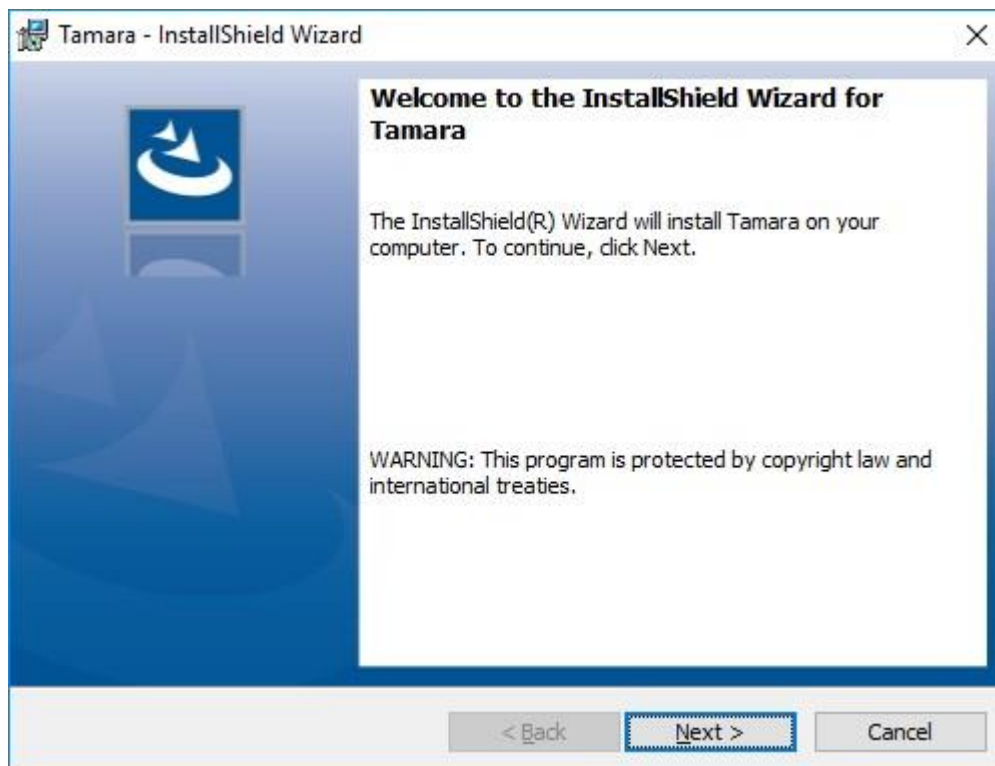 Tamara - InstallShield Wizard
Welcome to the InstallShield Wizard for
Tamara
The InstallShield(R) Wizard will install Tamara on your
computer. To continue, click Next.
WARNING: This program is protected by copyright law and
international treaties.
< Back
Next >
Cancel